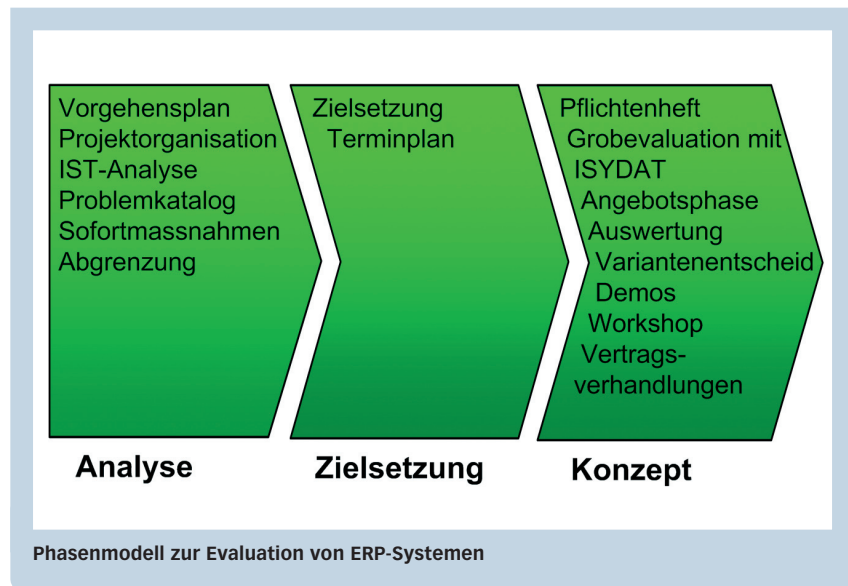 Vorgehensplan
Projektorganisation
IST-Analyse
Problemkatalog
Sofortmassnahmen
Abgrenzung
Analyse
Zielsetzung
Terminplan
Zielsetzung
Pflichtenheft
Grobevaluation mit
ISYDAT
Angebotsphase
Auswertung
Variantenentscheid
Demos
Workshop
Vertrags-
verhandlungen
Konzept
Phasenmodell zur Evaluation von ERP-Systemen